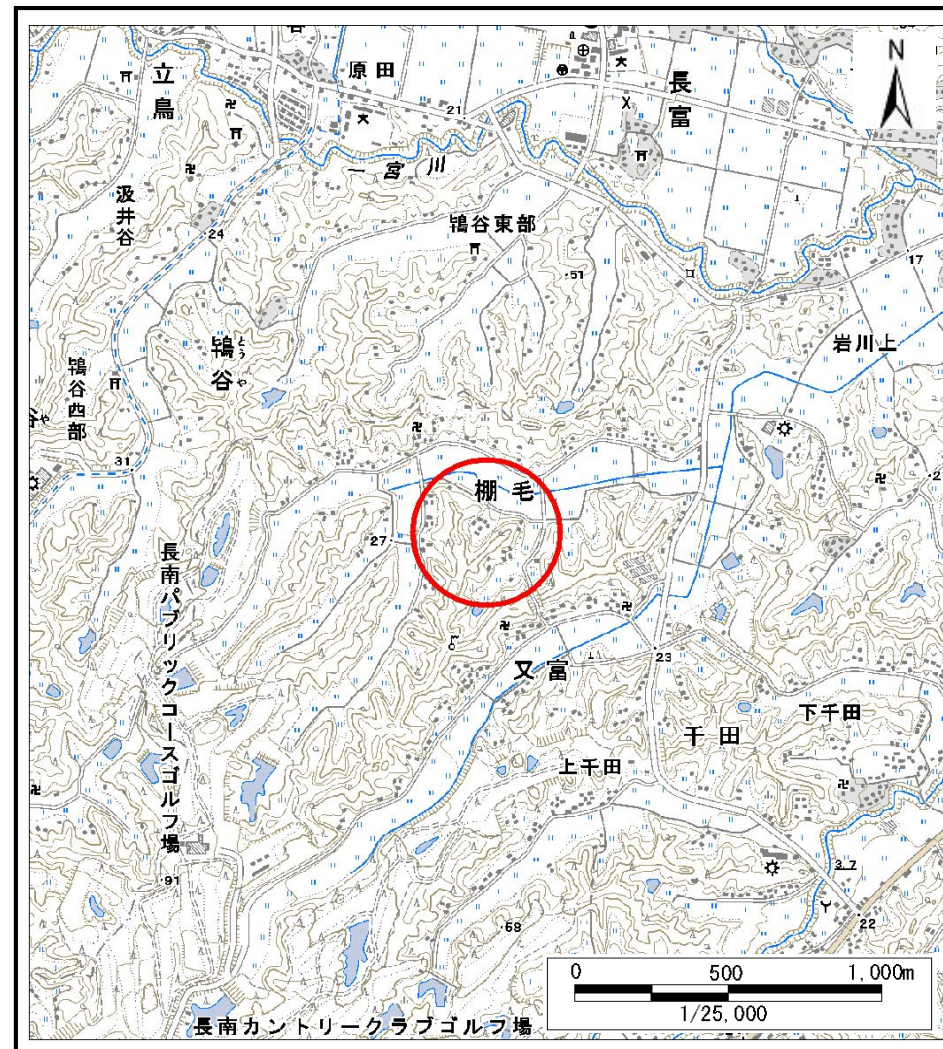 N
立鳥
原田
21
長富
一宮川
汲井谷
24
鴇谷東部
51
17
岩川上
鴇谷
とうや
鴇谷西部
31
棚毛
27
長南パブリックコースゴルフ場
又富
23
下千田
千田
上千田
91
3.7
22
68
長南カントリークラブゴルフ場
0 500 1,000m
1/25,000